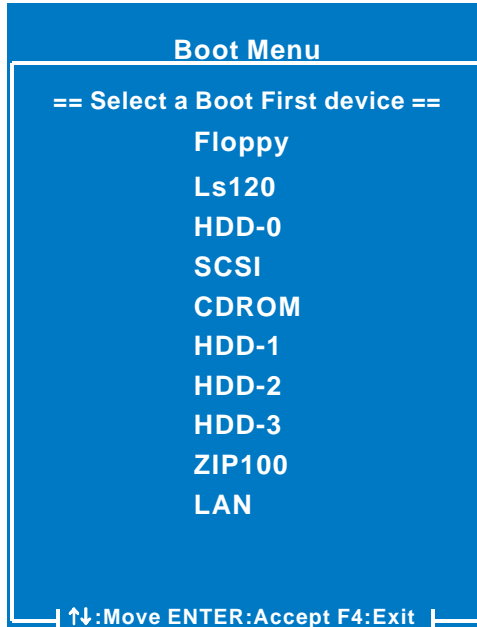 Boot Menu
== Select a Boot First device ==
Floppy
Ls120
HDD-0
SCSI
CDROM
HDD-1
HDD-2
HDD-3
ZIP100
LAN
↑↓:Move ENTER:Accept F4:Exit